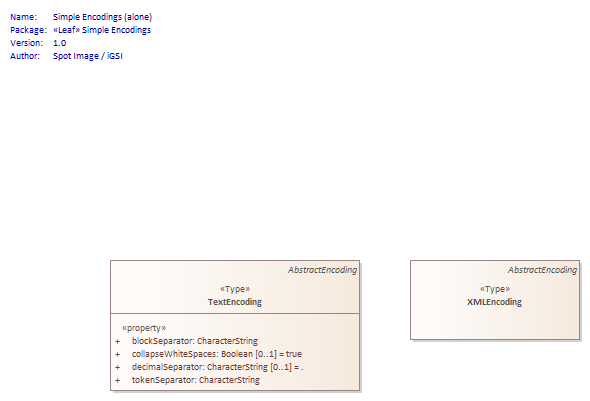 Name: Simple Encodings (alone)
Package: «Leaf» Simple Encodings
Version: 1.0
Author: Spot Image / iGSI
AbstractEncoding
«Type»
TextEncoding
«property»
+ blockSeparator: CharacterString
+ collapseWhiteSpaces: Boolean [0..1] = true
+ decimalSeparator: CharacterString [0..1] = .
+ tokenSeparator: CharacterString
AbstractEncoding
«Type»
XMLEncoding